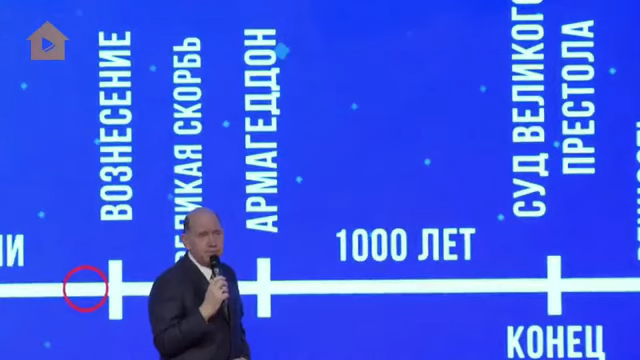 ВОЗНЕСЕНИЕ
ВЕЛИКАЯ СКОРБЬ
АРМАГЕДДОН
1000 ЛЕТ
СУД ВЕЛИКОГО
ПРЕСТОЛА
КОНЕЦ